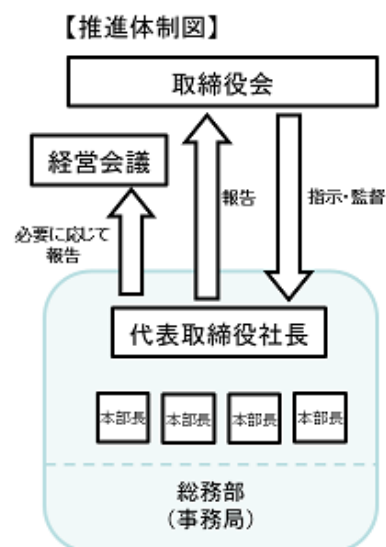 【推進体制図】
取締役会
経営会議
報告
指示・監督
必要に応じて
報告
代表取締役社長
本部長
本部長
本部長
本部長
総務部
（事務局）